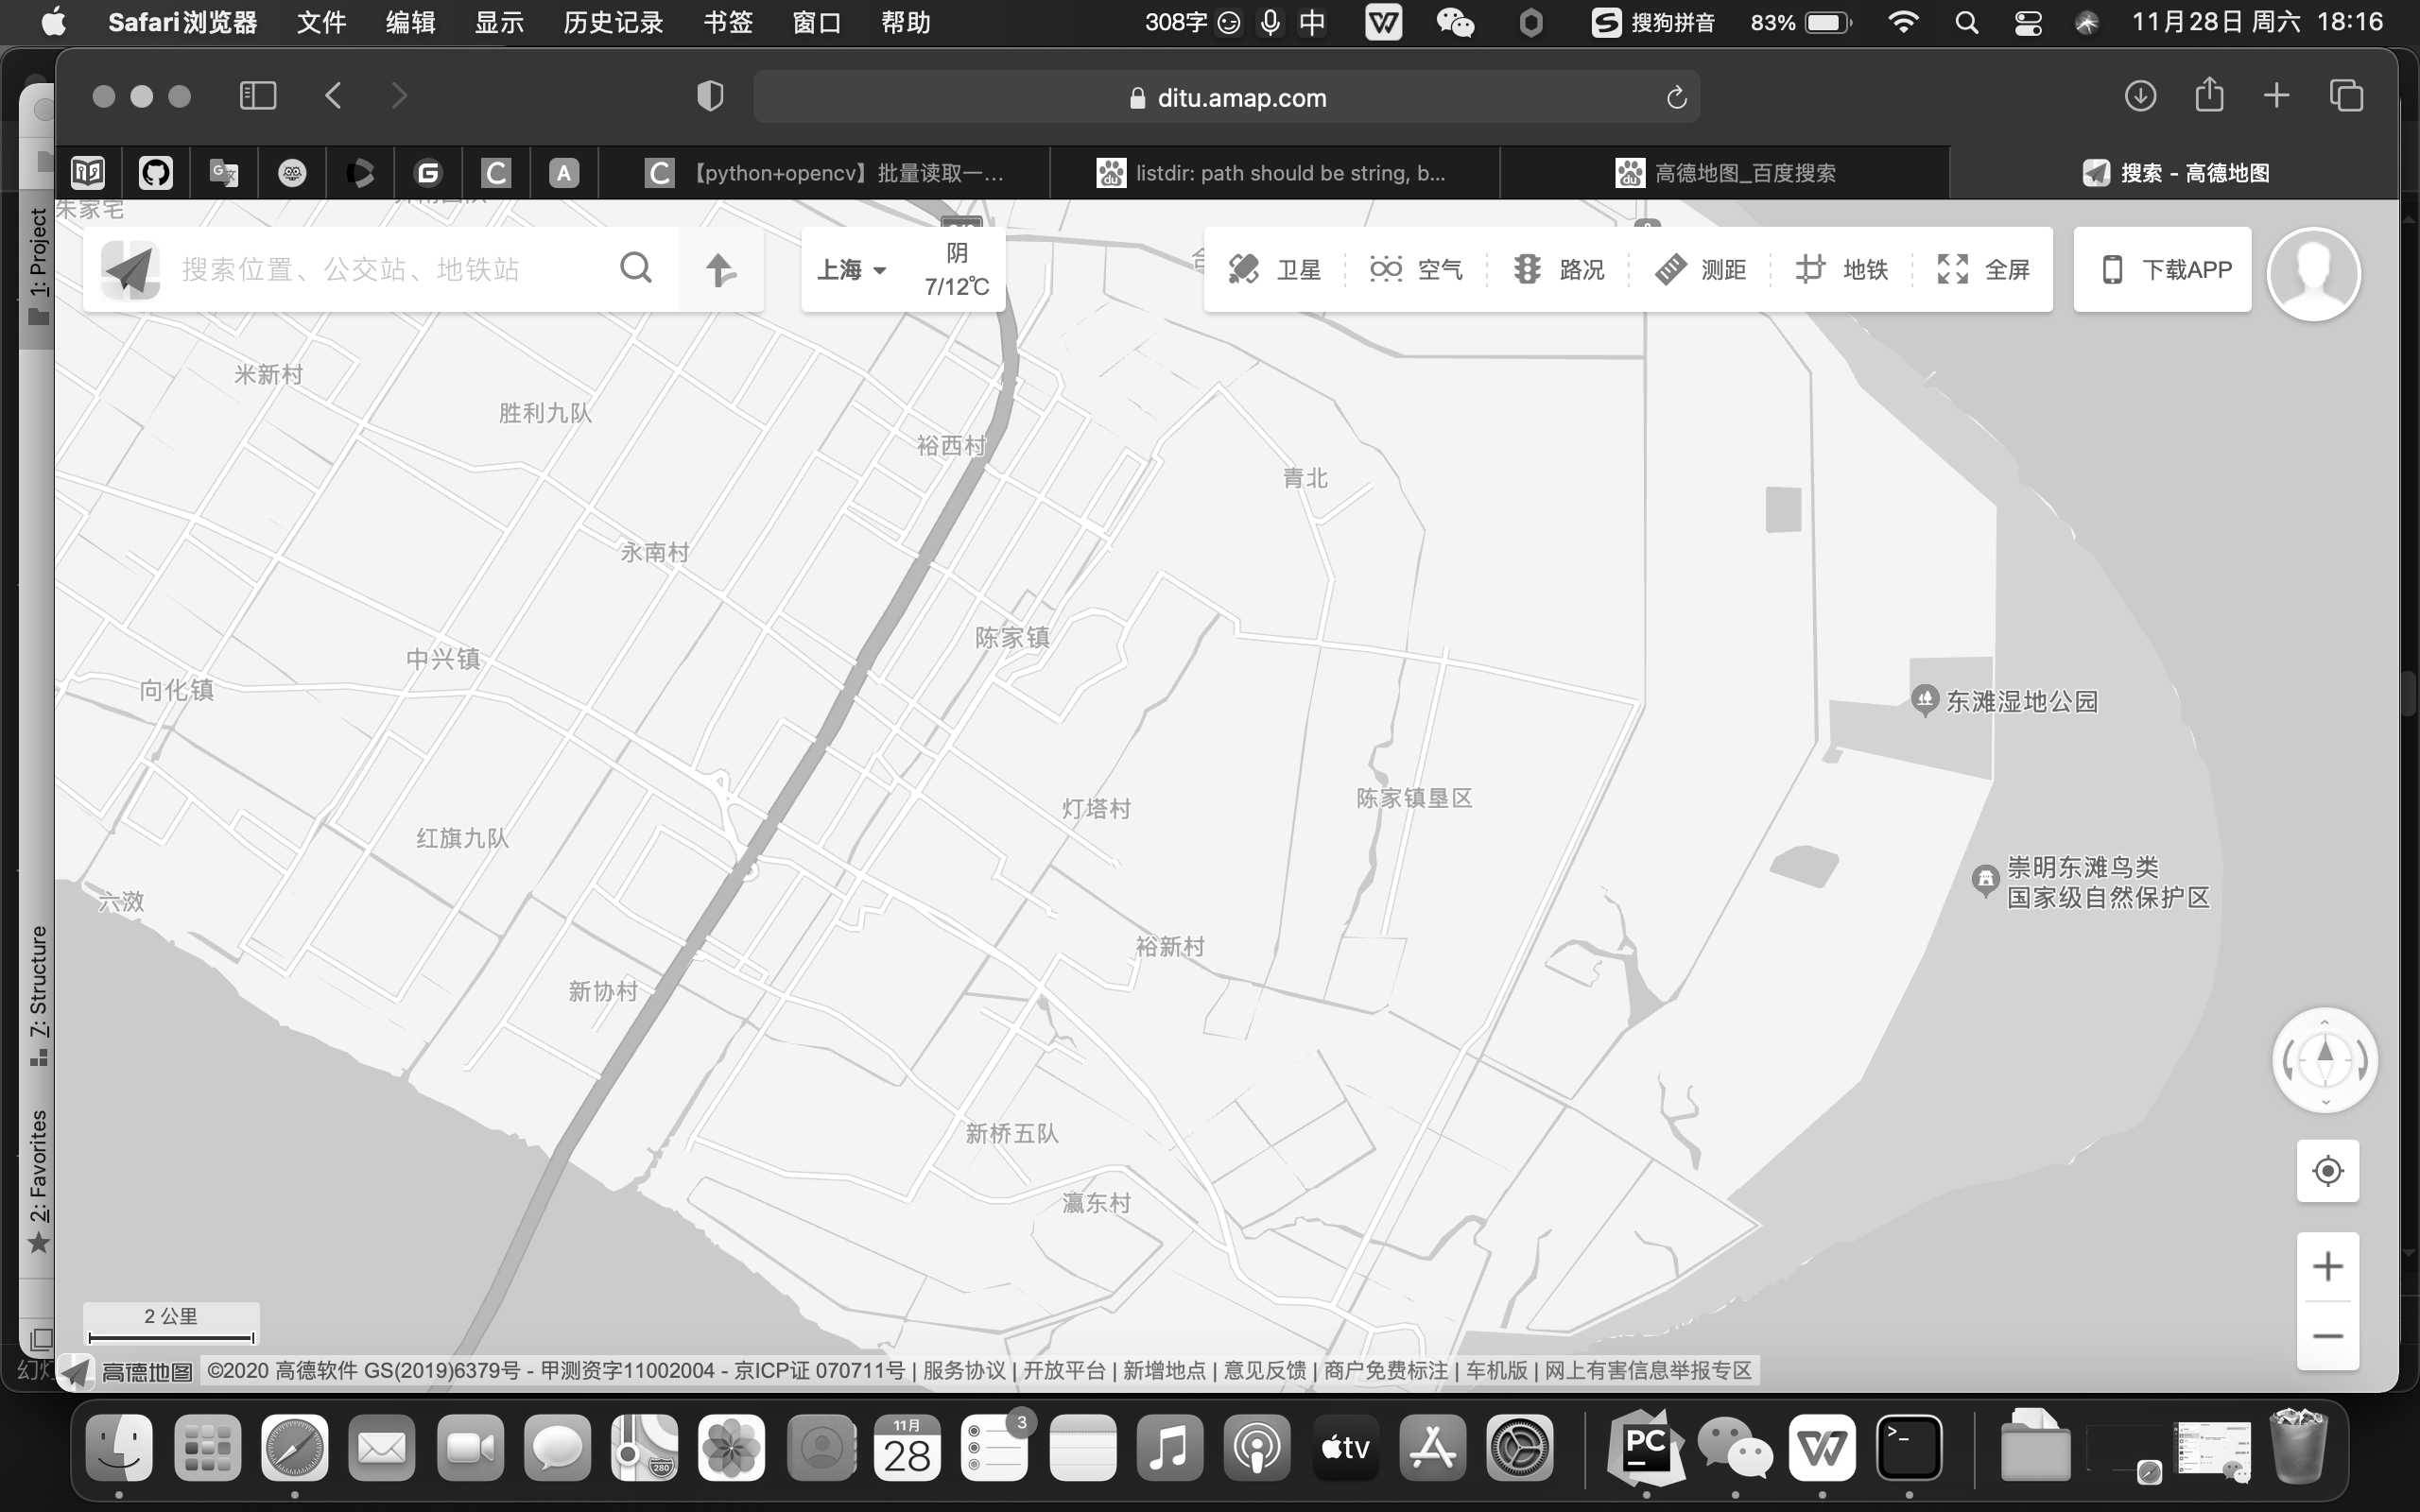 Safari浏览器 文件 编辑 显示 历史记录 书签 窗口 帮助 308字 中 搜狗拼音 83% 11月28日 周六 18:16
ditu.amap.com
【python+opencv】批量读取一… listdir: path should be string, b... 高德地图_百度搜索 搜索 - 高德地图
朱家宅
搜索位置、公交站、地铁站
上海
阴
7/12℃
卫星 空气 路况 测距 地铁 全屏
下载APP
1: Project
米新村
胜利九队
裕西村
青北
永南村
陈家镇
中兴镇
向化镇
东滩湿地公园
陈家镇垦区
灯塔村
红旗九队
崇明东滩鸟类
国家级自然保护区
六滧
裕新村
新协村
7: Structure
新桥五队
瀛东村
2: Favorites
2 公里
高德地图 ©2020 高德软件 GS(2019)6379号 - 甲测资字11002004 - 京ICP证 070711号 | 服务协议 | 开放平台 | 新增地点 | 意见反馈 | 商户免费标注 | 车机版 | 网上有害信息举报专区
11月
28
3
280
tv
PC